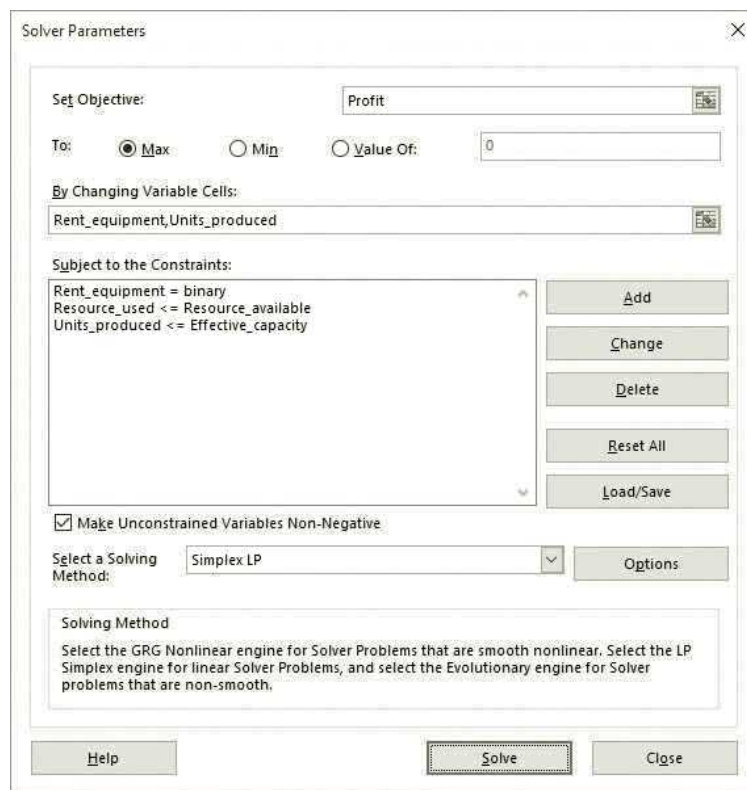 Solver Parameters
Set Objective:
Profit
To:
Max
Min
Value Of:
0
By Changing Variable Cells:
Rent_equipment,Units_produced
Subject to the Constraints:
Rent_equipment = binary
Resource_used <= Resource_available
Units_produced <= Effective_capacity
Add
Change
Delete
Reset All
Load/Save
Make Unconstrained Variables Non-Negative
Select a Solving
Method:
Simplex LP
Options
Solving Method
Select the GRG Nonlinear engine for Solver Problems that are smooth nonlinear. Select the LP
Simplex engine for linear Solver Problems, and select the Evolutionary engine for Solver
problems that are non-smooth.
Help
Solve
Close